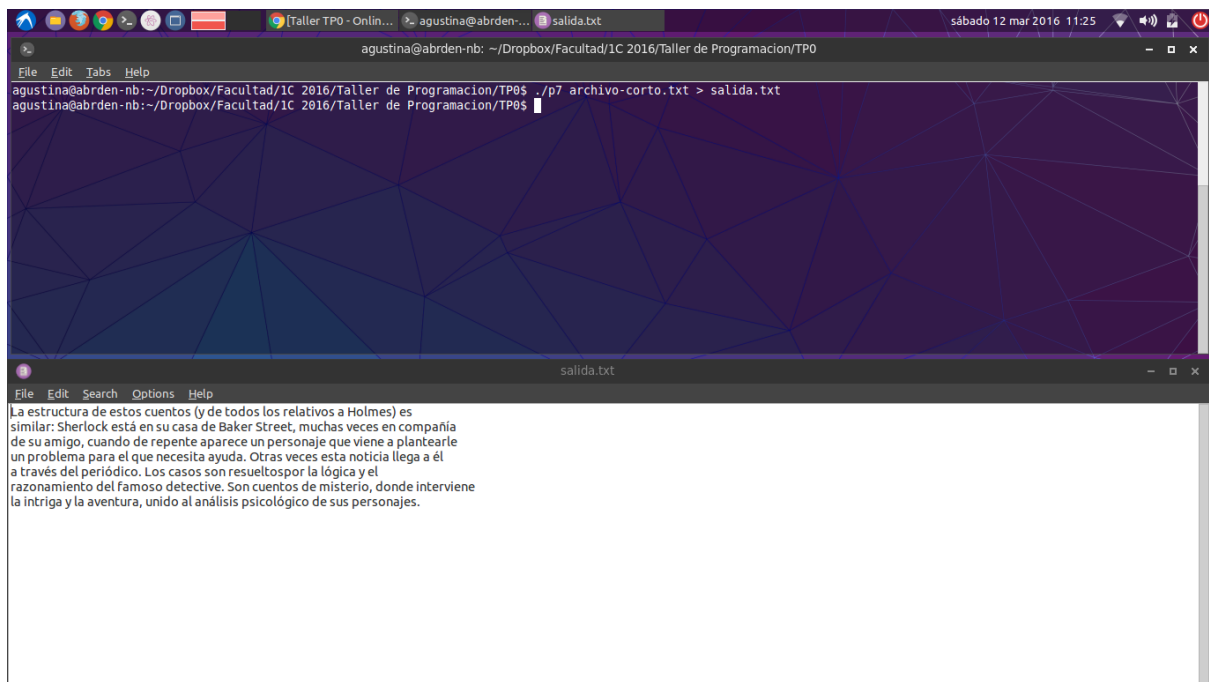 [Taller TP0 - Onlin... agustina@abrden-... salida.txt sábado 12 mar 2016 11:25
agustina@abrden-nb: ~/Dropbox/Facultad/1C 2016/Taller de Programacion/TP0
File Edit Tabs Help
agustina@abrden-nb:~/Dropbox/Facultad/1C 2016/Taller de Programacion/TP0$ ./p7 archivo-corto.txt > salida.txt
agustina@abrden-nb:~/Dropbox/Facultad/1C 2016/Taller de Programacion/TP0$
salida.txt
File Edit Search Options Help
La estructura de estos cuentos (y de todos los relativos a Holmes) es
similar: Sherlock está en su casa de Baker Street, muchas veces en compañía
de su amigo, cuando de repente aparece un personaje que viene a plantearle
un problema para el que necesita ayuda. Otras veces esta noticia llega a él
a través del periódico. Los casos son resueltospor la lógica y el
razonamiento del famoso detective. Son cuentos de misterio, donde interviene
la intriga y la aventura, unido al análisis psicológico de sus personajes.